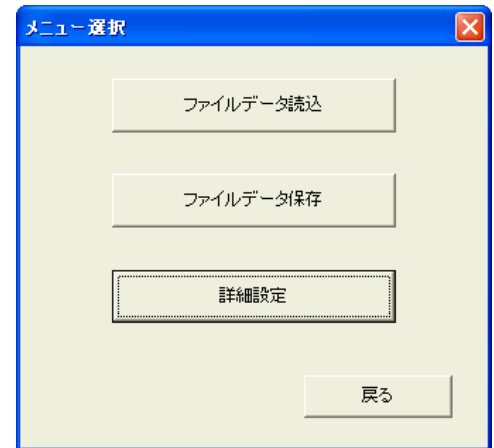 メニュー選択
ファイルデータ読込
ファイルデータ保存
詳細設定
戻る